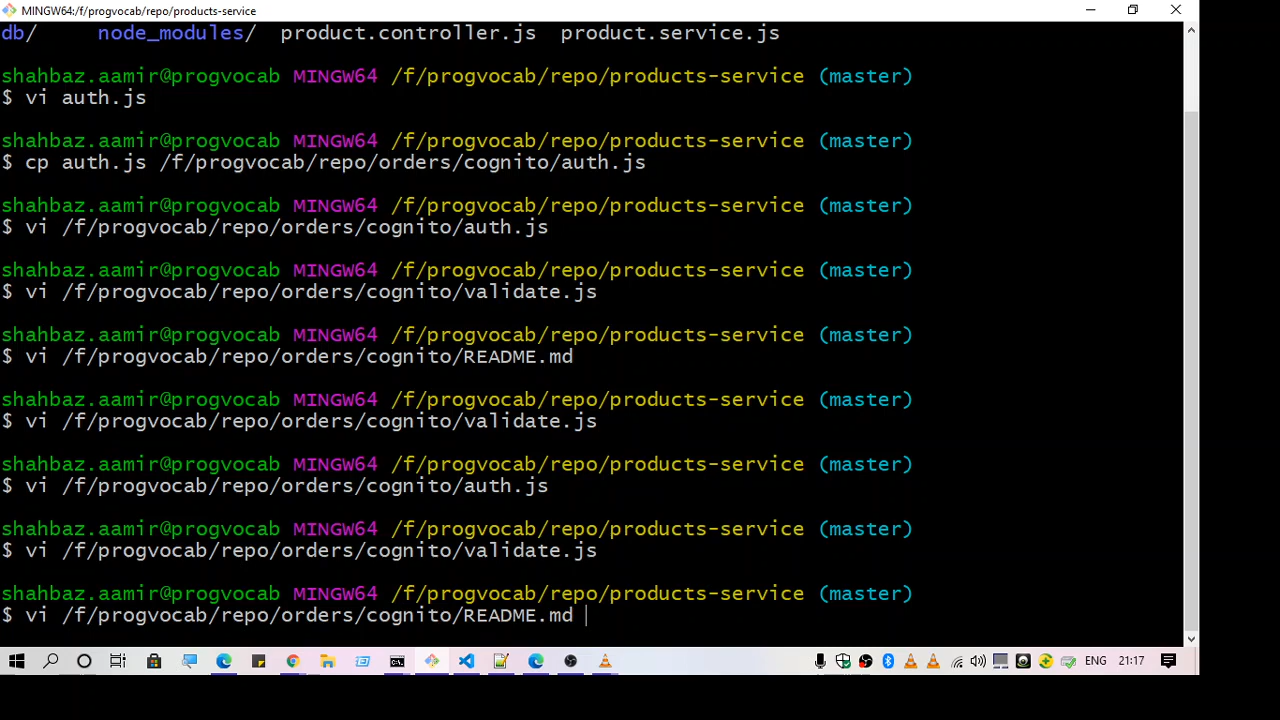 MINGW64:/f/progvocab/repo/products-service
db/ node_modules/ product.controller.js product.service.js
shahbaz.aamir@progvocab MINGW64 /f/progvocab/repo/products-service (master)
$ vi auth.js
shahbaz.aamir@progvocab MINGW64 /f/progvocab/repo/products-service (master)
$ cp auth.js /f/progvocab/repo/orders/cognito/auth.js
shahbaz.aamir@progvocab MINGW64 /f/progvocab/repo/products-service (master)
$ vi /f/progvocab/repo/orders/cognito/auth.js
shahbaz.aamir@progvocab MINGW64 /f/progvocab/repo/products-service (master)
$ vi /f/progvocab/repo/orders/cognito/validate.js
shahbaz.aamir@progvocab MINGW64 /f/progvocab/repo/products-service (master)
$ vi /f/progvocab/repo/orders/cognito/README.md
shahbaz.aamir@progvocab MINGW64 /f/progvocab/repo/products-service (master)
$ vi /f/progvocab/repo/orders/cognito/validate.js
shahbaz.aamir@progvocab MINGW64 /f/progvocab/repo/products-service (master)
$ vi /f/progvocab/repo/orders/cognito/auth.js
shahbaz.aamir@progvocab MINGW64 /f/progvocab/repo/products-service (master)
$ vi /f/progvocab/repo/orders/cognito/validate.js
shahbaz.aamir@progvocab MINGW64 /f/progvocab/repo/products-service (master)
$ vi /f/progvocab/repo/orders/cognito/README.md
ENG 21:17